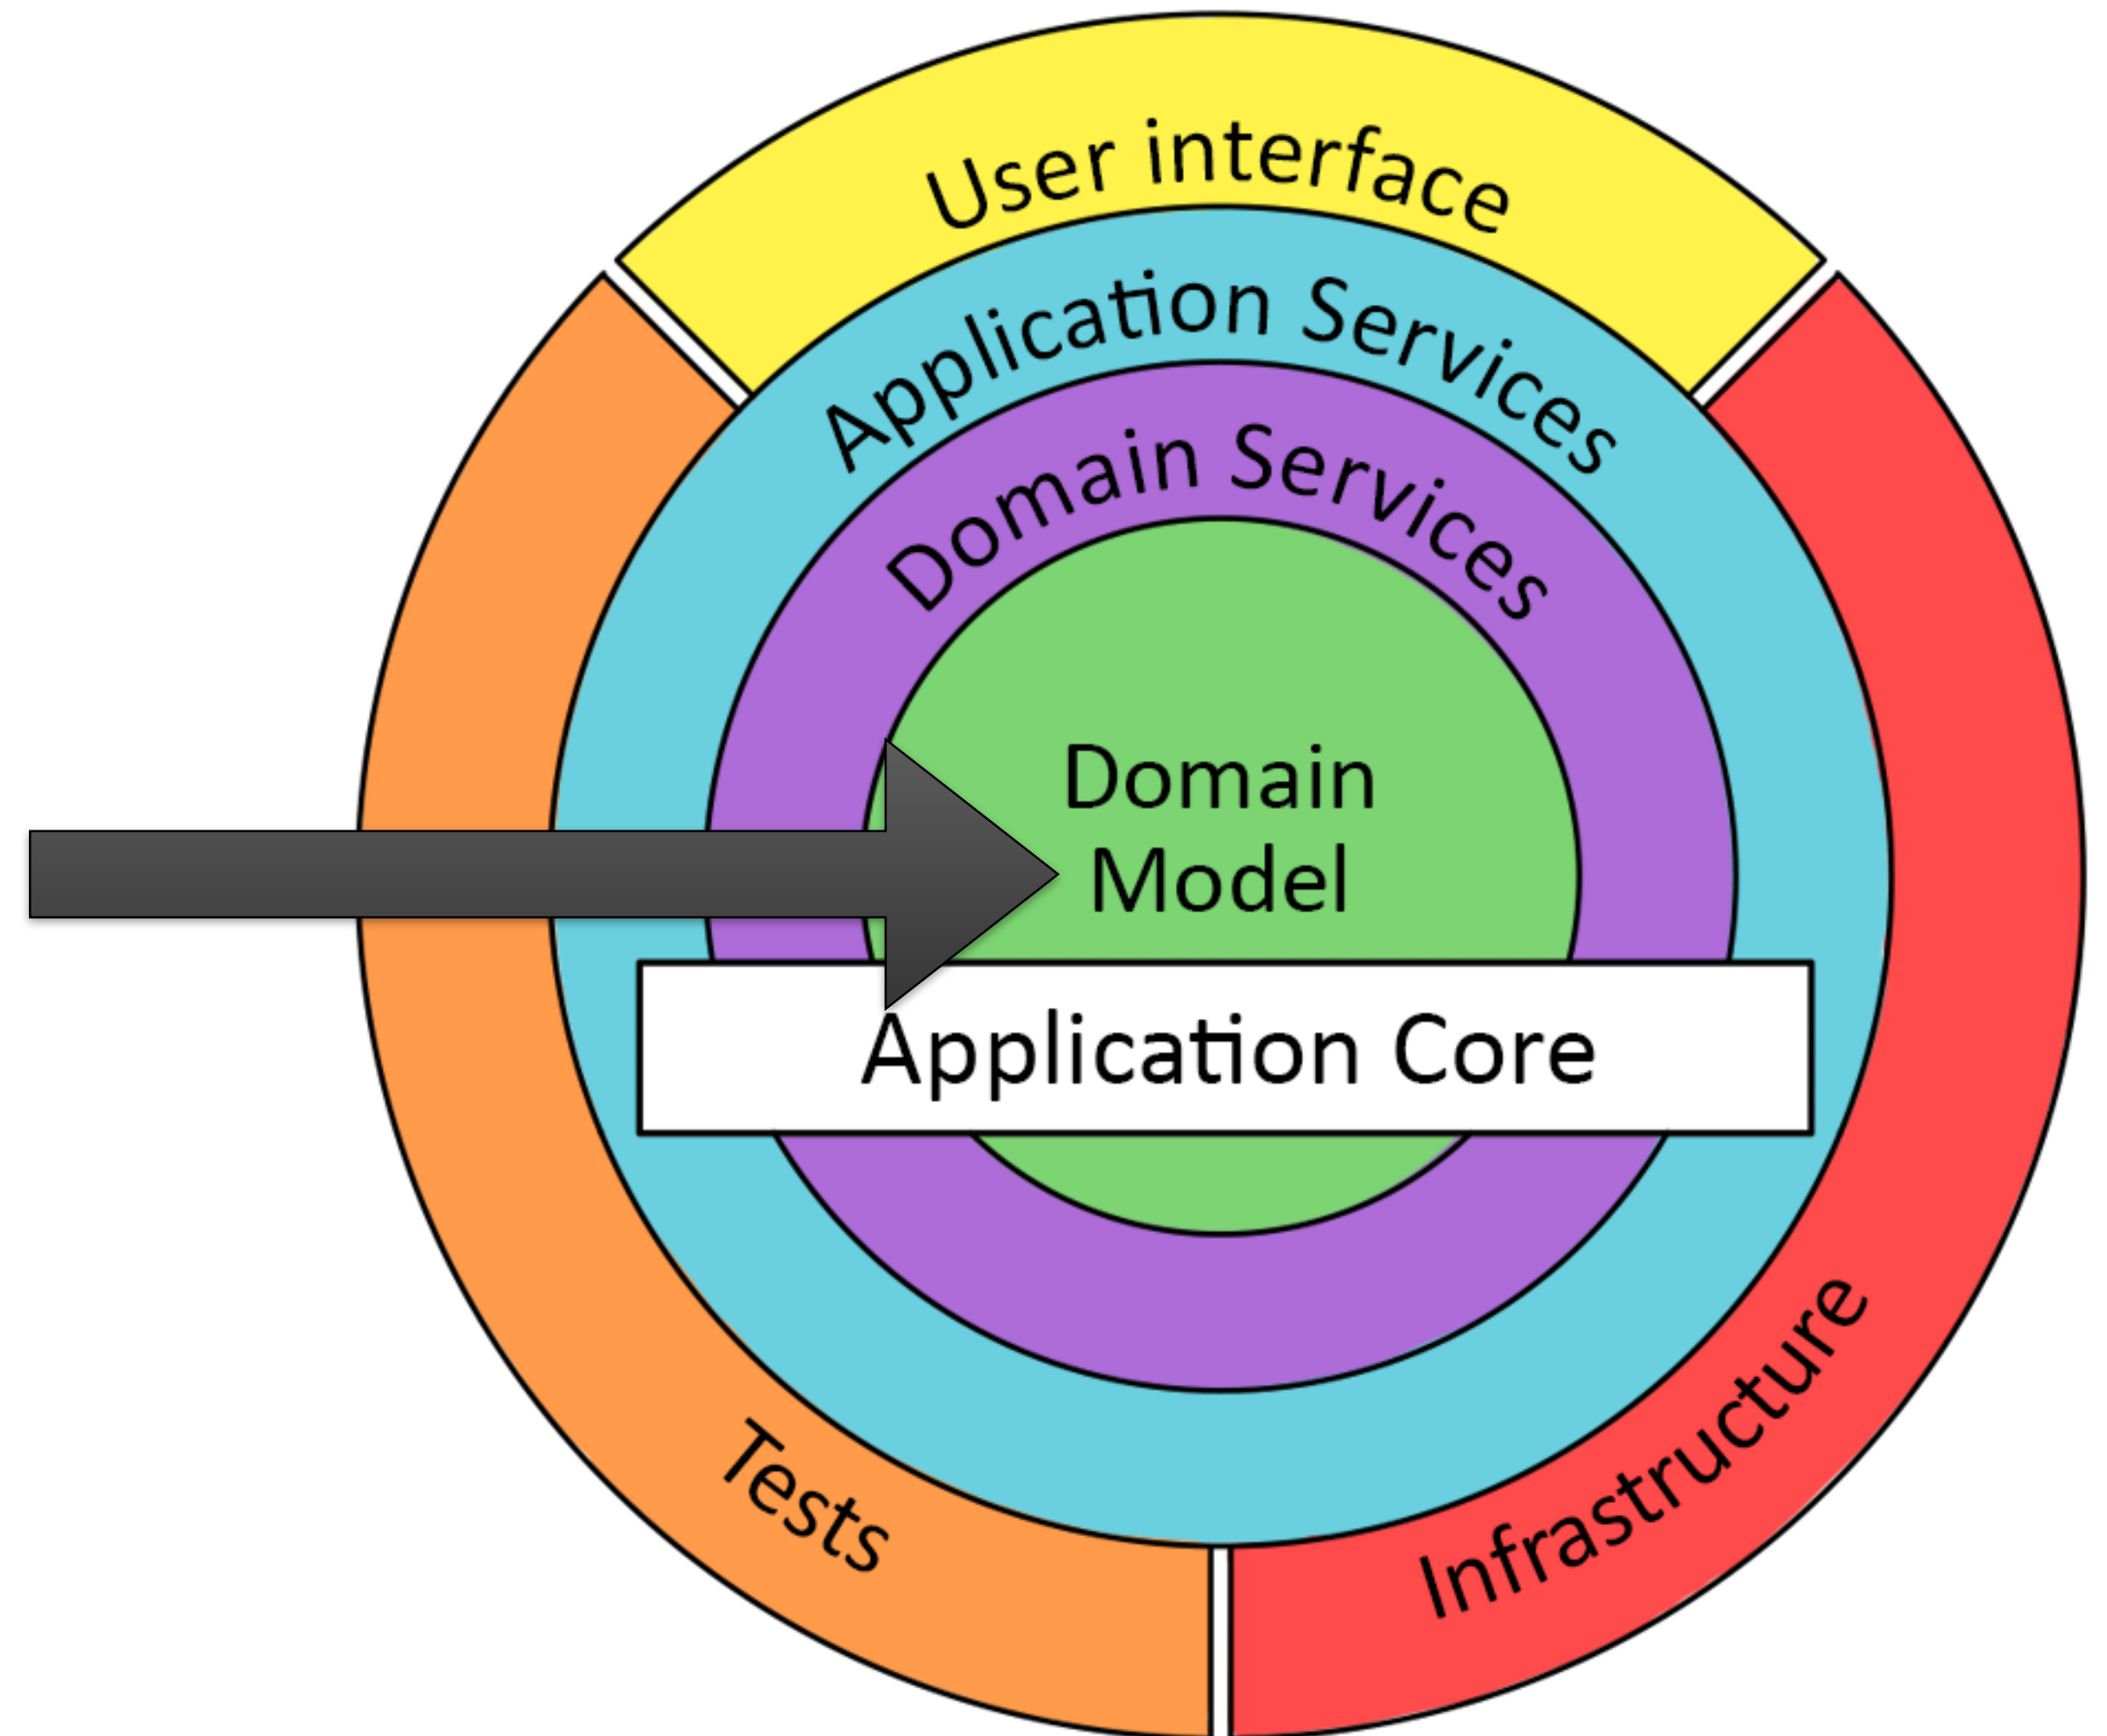 User interface
Application Services
Domain Services
Domain
Model
Application Core
Tests
Infrastructure